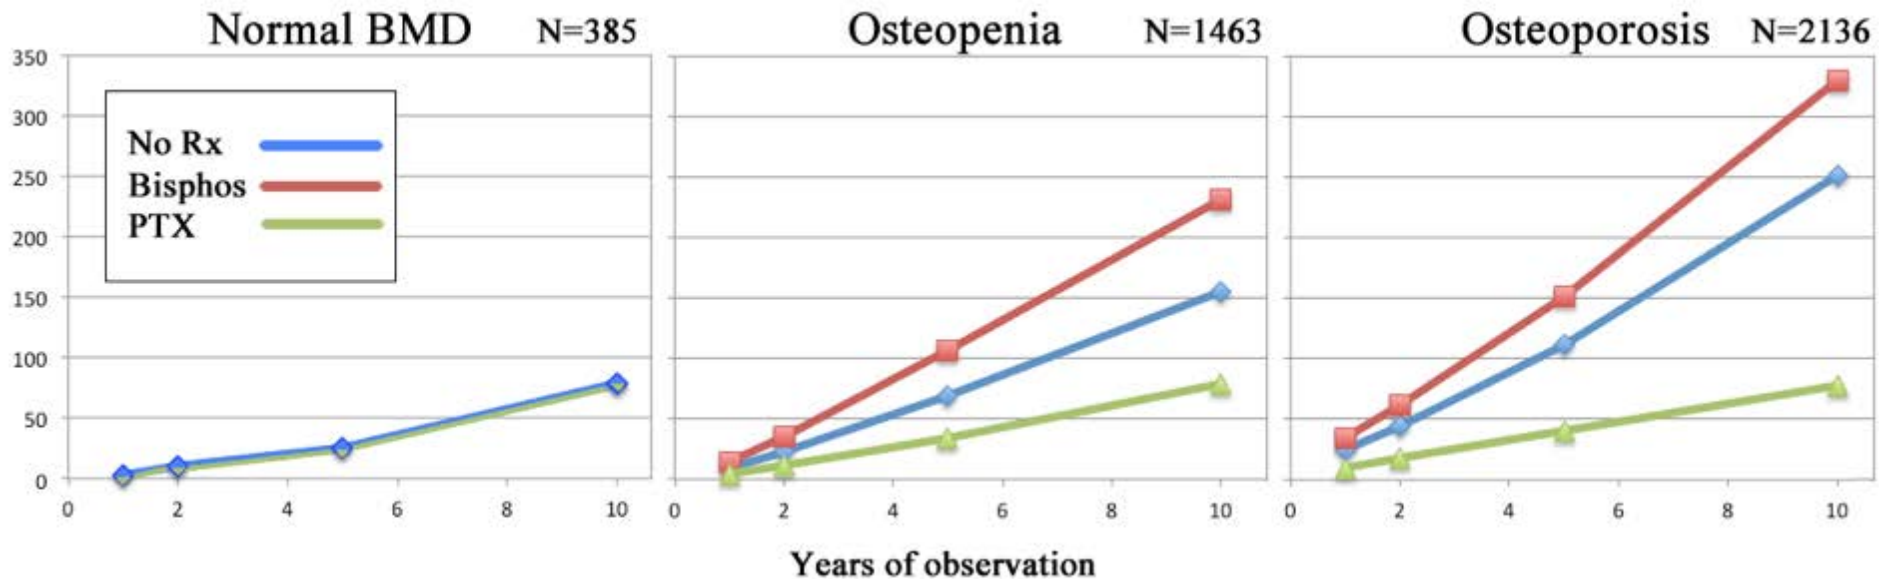 Normal BMD N=385
Osteopenia N=1463
Osteoporosis N=2136
350
300
250
200
150
100
50
0
No Rx
Bisphos
PTX
0 2 4 6 8 10
0 2 4 6 8 10
0 2 4 6 8 10
Years of observation